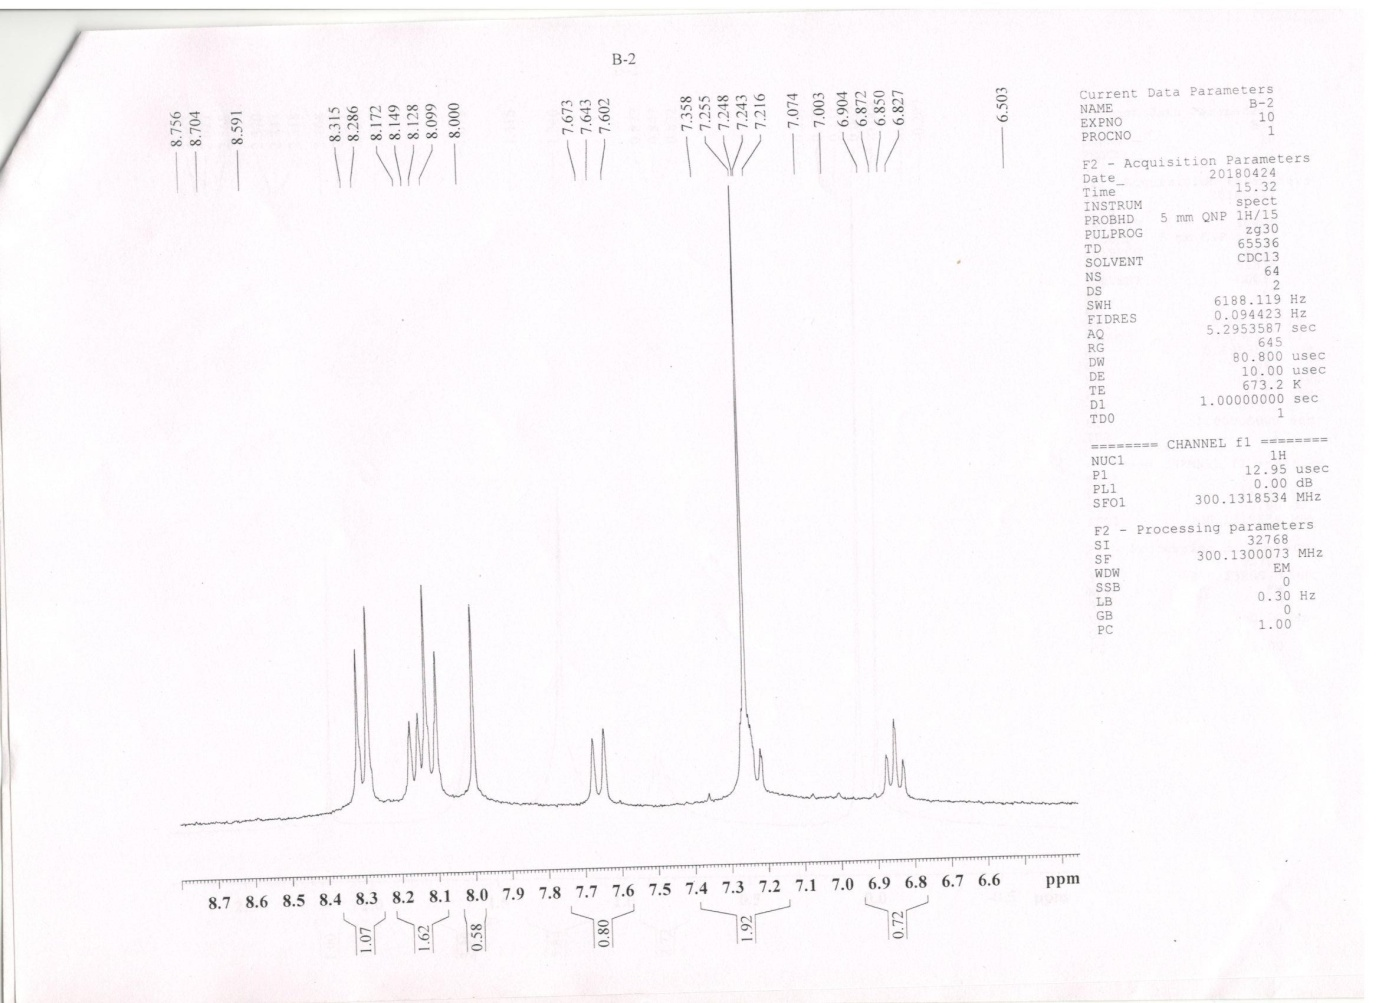 B-2
8.756
8.704
8.591
8.315
8.286
8.172
8.149
8.128
8.099
8.000
7.673
7.643
7.602
7.358
7.255
7.248
7.243
7.216
7.074
7.003
6.904
6.872
6.850
6.827
6.503
Current Data Parameters
NAME B-2
EXPNO 10
PROCNO 1
F2 - Acquisition Parameters
Date_ 20180424
Time 15.32
INSTRUM spect
PROBHD 5 mm QNP 1H/15
PULPROG zg30
TD 65536
SOLVENT CDCl3
NS 64
DS 2
SWH 6188.119 Hz
FIDRES 0.094423 Hz
AQ 5.2953587 sec
RG 645
DW 80.800 usec
DE 10.00 usec
TE 673.2 K
D1 1.00000000 sec
TD0 1
======== CHANNEL f1 ========
NUC1 1H
P1 12.95 usec
PL1 0.00 dB
SFO1 300.1318534 MHz
F2 - Processing parameters
SI 32768
SF 300.1300073 MHz
WDW EM
SSB 0
LB 0.30 Hz
GB 0
PC 1.00
8.7 8.6 8.5 8.4 8.3 8.2 8.1 8.0 7.9 7.8 7.7 7.6 7.5 7.4 7.3 7.2 7.1 7.0 6.9 6.8 6.7 6.6 ppm
1.07
1.62
0.58
0.80
1.92
0.72